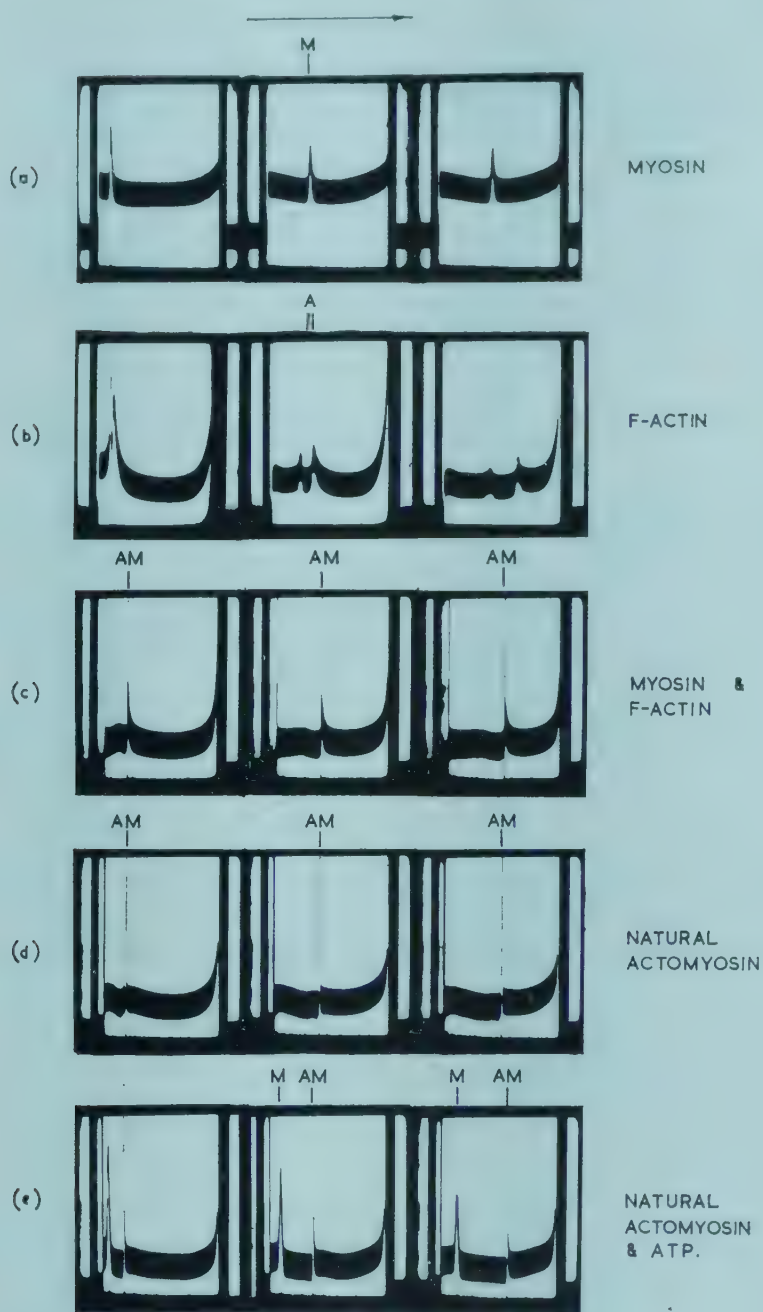 M
(a)
MYOSIN
A
(b)
F-ACTIN
AM AM AM
(c)
MYOSIN &
F-ACTIN
AM AM AM
(d)
NATURAL
ACTOMYOSIN
M AM M AM
(e)
NATURAL
ACTOMYOSIN
& ATP.